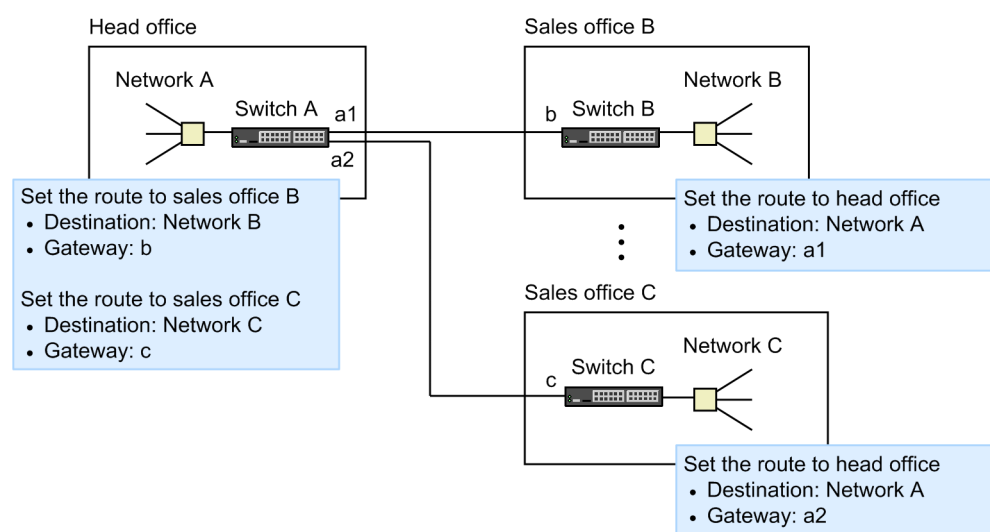 Head office
Network A
Switch A
a1
a2
Set the route to sales office B
• Destination: Network B
• Gateway: b
Set the route to sales office C
• Destination: Network C
• Gateway: c
Sales office B
b
Switch B
Network B
Set the route to head office
• Destination: Network A
• Gateway: a1
Sales office C
c
Switch C
Network C
Set the route to head office
• Destination: Network A
• Gateway: a2